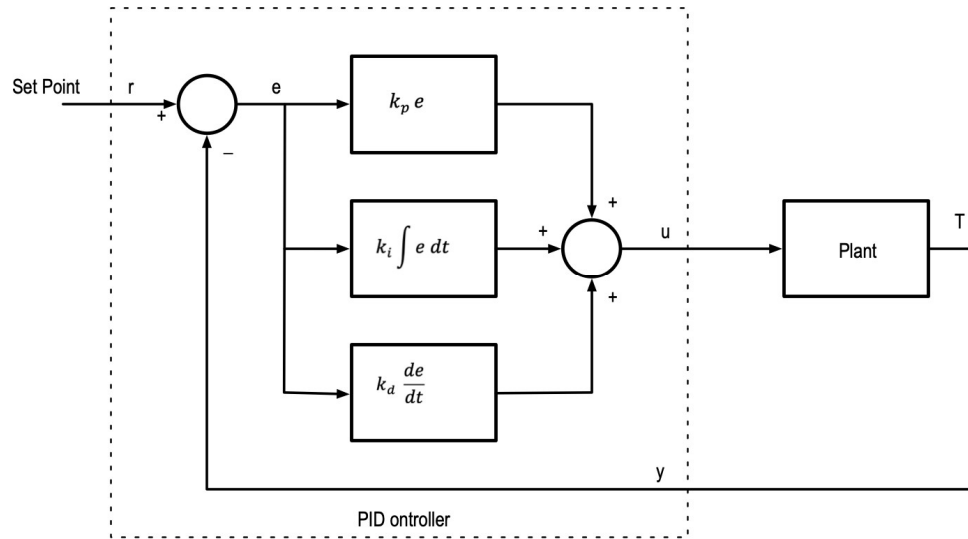 Set Point
r
+
−
e
k_p e
k_i ∫ e dt
k_d de/dt
+
+
+
u
Plant
T
y
PID ontroller